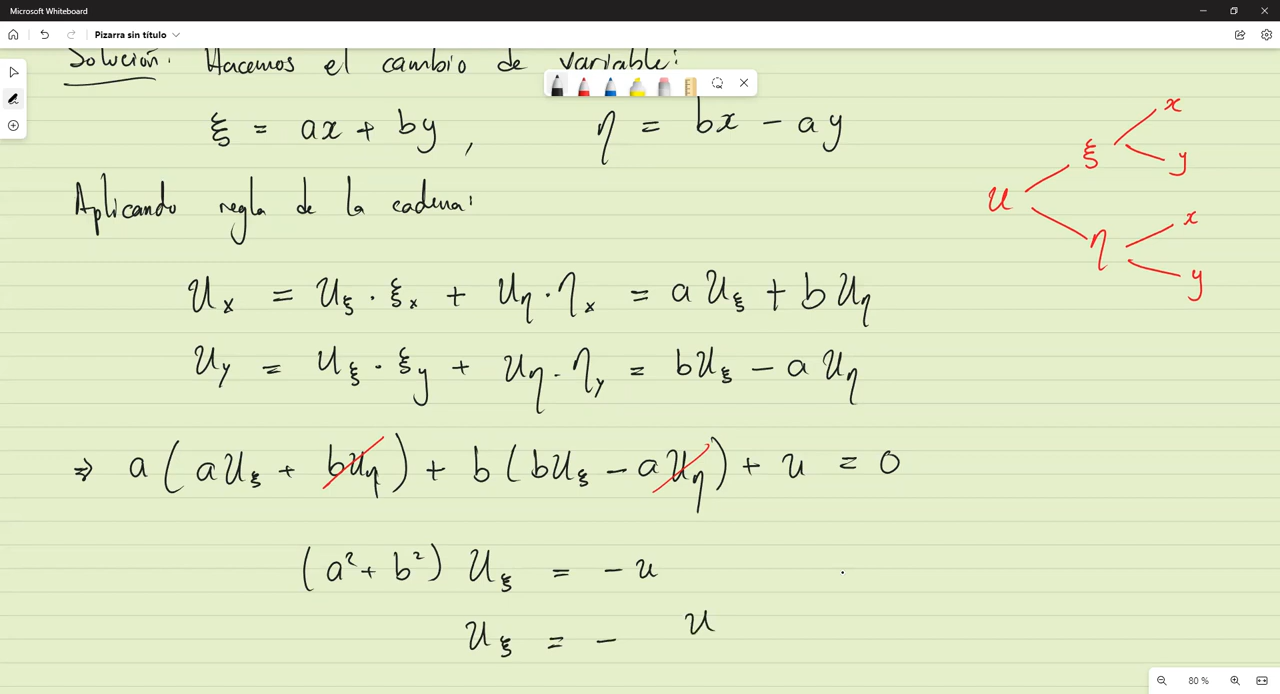 Microsoft Whiteboard
Pizarra sin título
Solución: Hacemos el cambio de variable:
ξ = ax + by, η = bx - ay
x
ξ
y
u
x
η
y
Aplicando regla de la cadena:
u_x = u_ξ · ξ_x + u_η · η_x = a u_ξ + b u_η
u_y = u_ξ · ξ_y + u_η · η_y = b u_ξ - a u_η
⇒ a(a u_ξ + b u_η) + b(b u_ξ - a u_η) + u = 0
(a² + b²) u_ξ = -u
u_ξ = - u
80 %